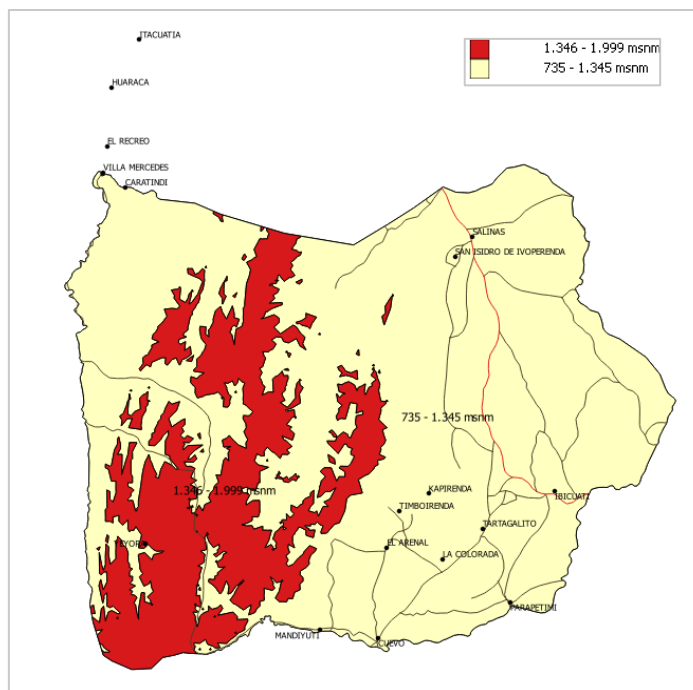 ITACUATIA
1.346 - 1.999 msnm
735 - 1.345 msnm
HUARACA
EL RECREO
VILLA MERCEDES
CARATINDI
SALINAS
SAN ISIDRO DE IVOPERENDA
735 - 1.345 msnm
1.346 - 1.999 msnm
KAPIRENDA
IBICUATI
TIMBOIRENDA
TARTAGALITO
EL ARENAL
LA COLORADA
PARAPETIMI
MANDIYUTI
CUEVO